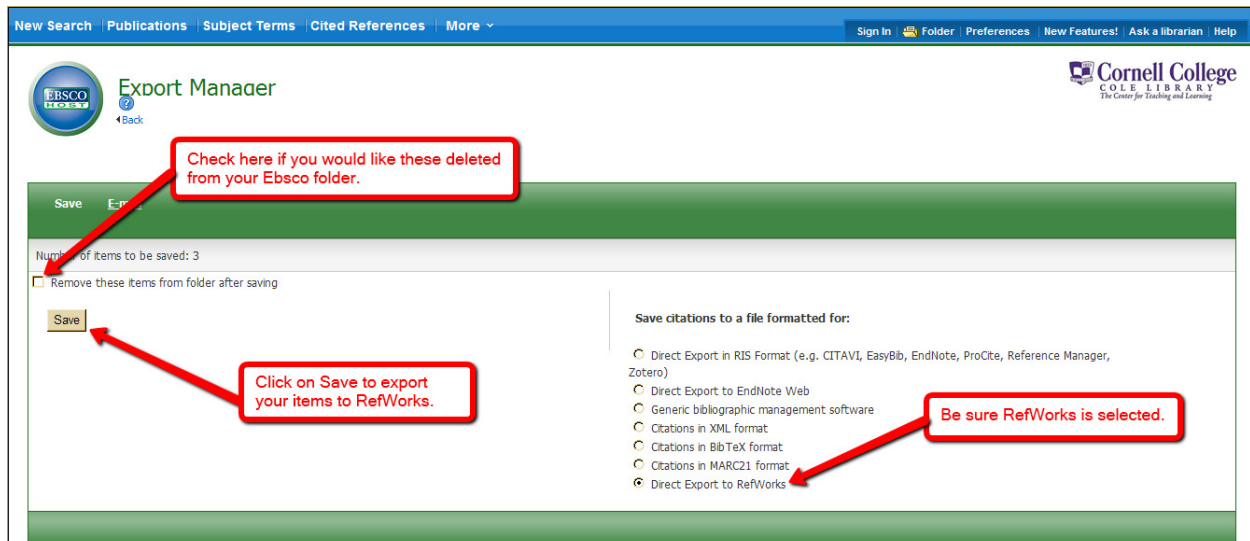 New Search Publications Subject Terms Cited References More
Sign In Folder Preferences New Features! Ask a librarian Help
EBSCO
HOST
Export Manager
?
Back
Cornell College
COLE LIBRARY
The Center for Teaching and Learning
Check here if you would like these deleted
from your Ebsco folder.
Save
Number of items to be saved: 3
Remove these items from folder after saving
Save
Click on Save to export
your items to RefWorks.
Save citations to a file formatted for:
Direct Export in RIS Format (e.g. CITAVI, EasyBib, EndNote, ProCite, Reference Manager,
Zotero)
Direct Export to EndNote Web
Generic bibliographic management software
Citations in XML format
Citations in BibTeX format
Citations in MARC21 format
Direct Export to RefWorks
Be sure RefWorks is selected.